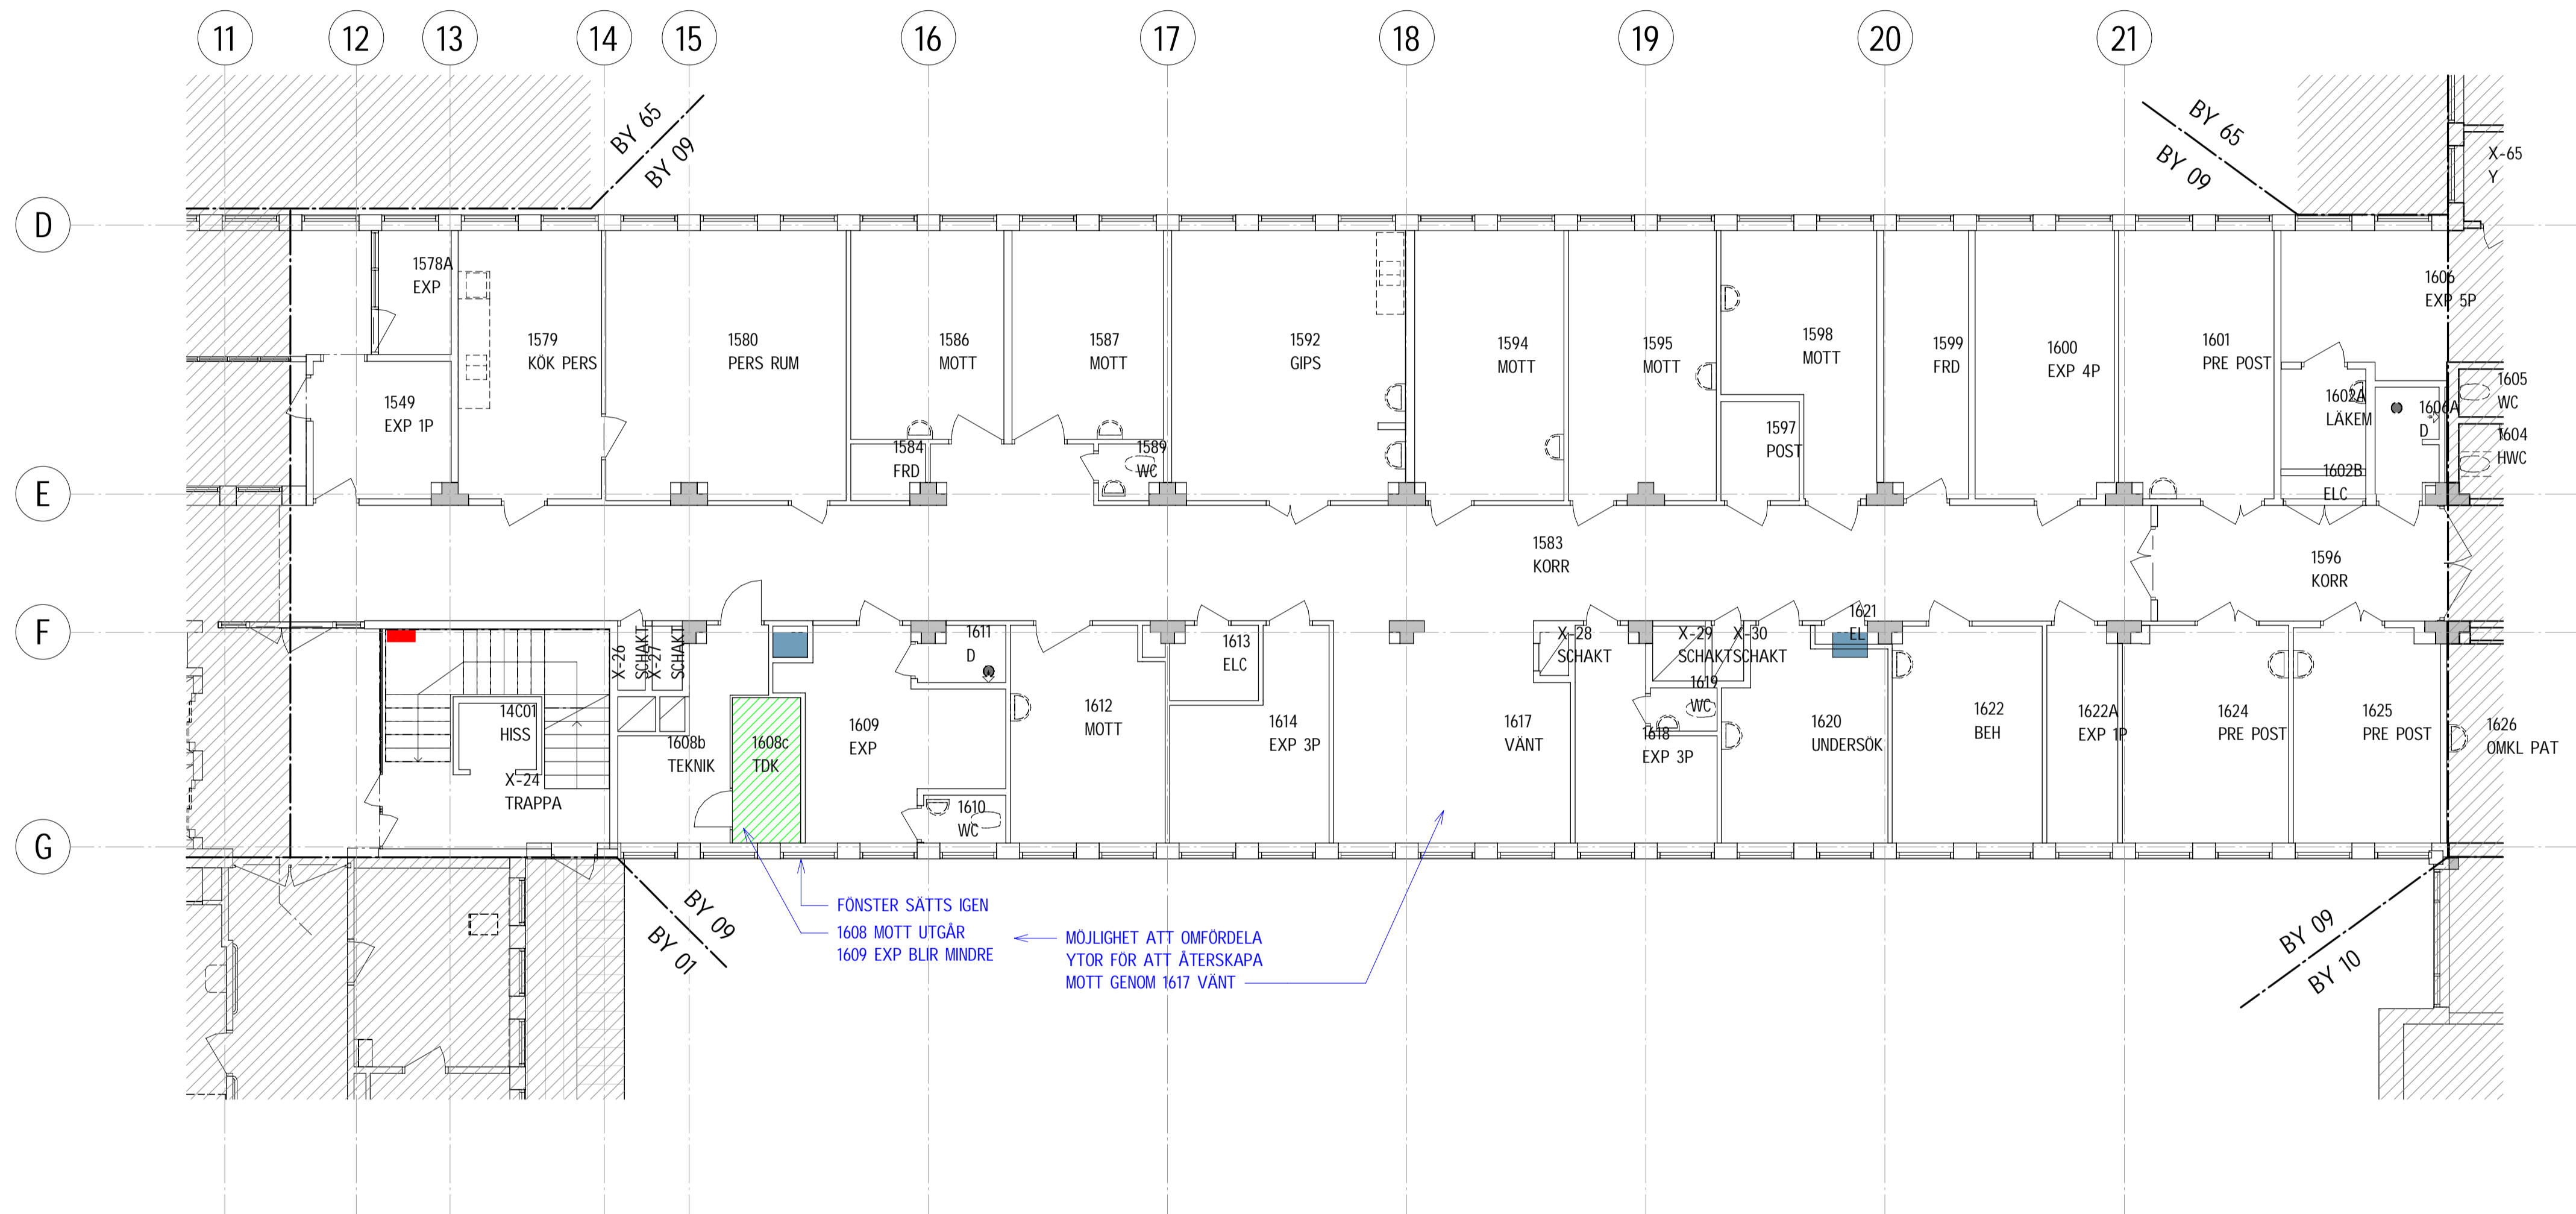 11
12
13
14
15
16
17
18
19
20
21
BY 65
BY 09
BY 65
BY 09
X-65
Y
D
1578A
EXP
1606
EXP 5P
1579
KÖK PERS
1580
PERS RUM
1586
MOTT
1587
MOTT
1592
GIPS
1594
MOTT
1595
MOTT
1598
MOTT
1599
FRD
1600
EXP 4P
1601
PRE POST
1605
WC
1549
EXP 1P
1602A
LÄKEM
1606A
D
1604
HWC
1584
FRD
1589
WC
1597
POST
1602B
ELC
E
1583
KORR
1596
KORR
F
X-26
SCHAKT
X-27
SCHAKT
1611
D
1613
ELC
X-28
SCHAKT
X-29
SCHAKT
X-30
SCHAKT
1621
EL
1619
WC
14C01
HISS
X-24
TRAPPA
1608b
TEKNIK
1608c
TDK
1609
EXP
1612
MOTT
1614
EXP 3P
1617
VÄNT
1618
EXP 3P
1620
UNDERSÖK
1622
BEH
1622A
EXP 1P
1624
PRE POST
1625
PRE POST
1626
OMKL PAT
1610
WC
G
BY 09
BY 01
FÖNSTER SÄTTS IGEN
1608 MOTT UTGÅR
1609 EXP BLIR MINDRE
MÖJLIGHET ATT OMFÖRDELA
YTOR FÖR ATT ÅTERSKAPA
MOTT GENOM 1617 VÄNT
BY 09
BY 10